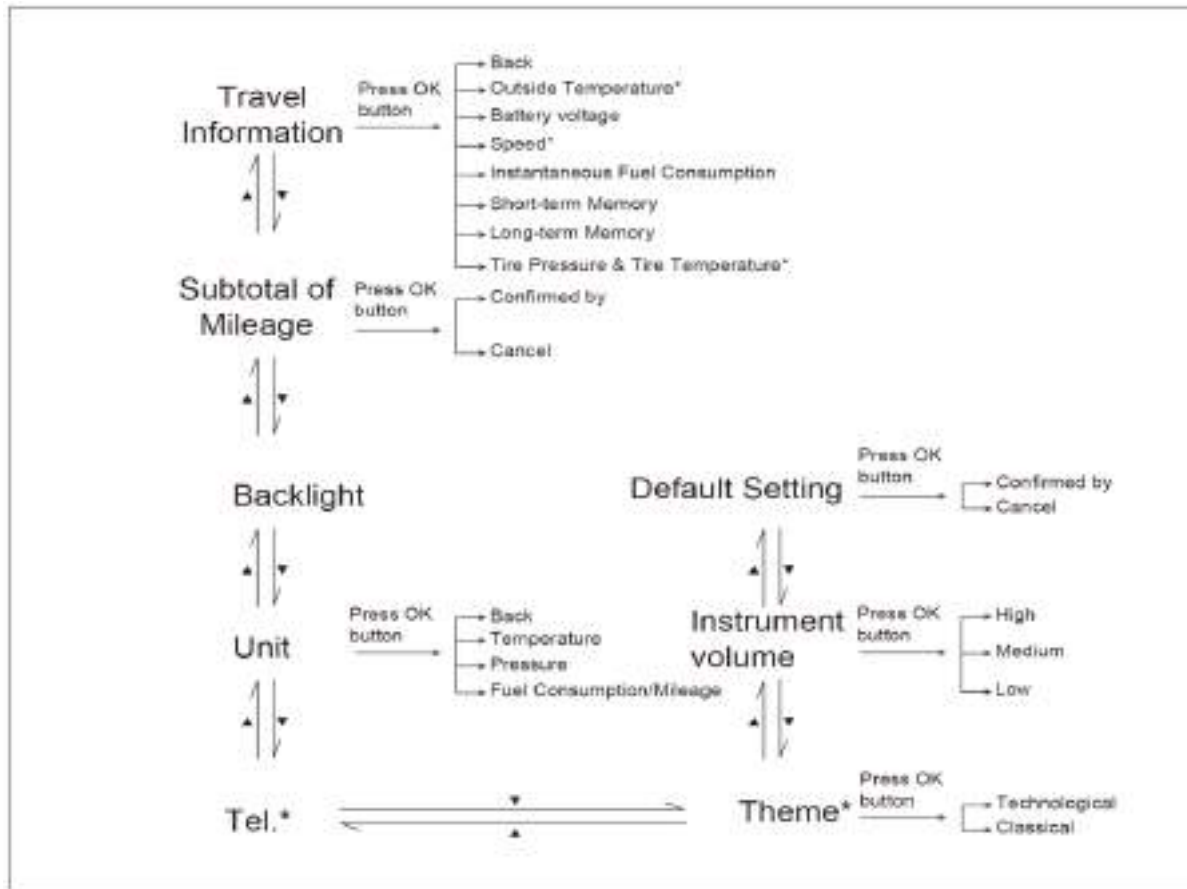 Travel
Information
Press OK
button
Back
Outside Temperature*
Battery voltage
Speed*
Instantaneous Fuel Consumption
Short-term Memory
Long-term Memory
Tire Pressure & Tire Temperature*
▲ ▼
Subtotal of
Mileage
Press OK
button
Confirmed by
Cancel
▲ ▼
Backlight
▲ ▼
Unit
Press OK
button
Back
Temperature
Pressure
Fuel Consumption/Mileage
▲ ▼
Tel.*
▼
▲
Default Setting
Press OK
button
Confirmed by
Cancel
▲ ▼
Instrument
volume
Press OK
button
High
Medium
Low
▲ ▼
Theme*
Press OK
button
Technological
Classical